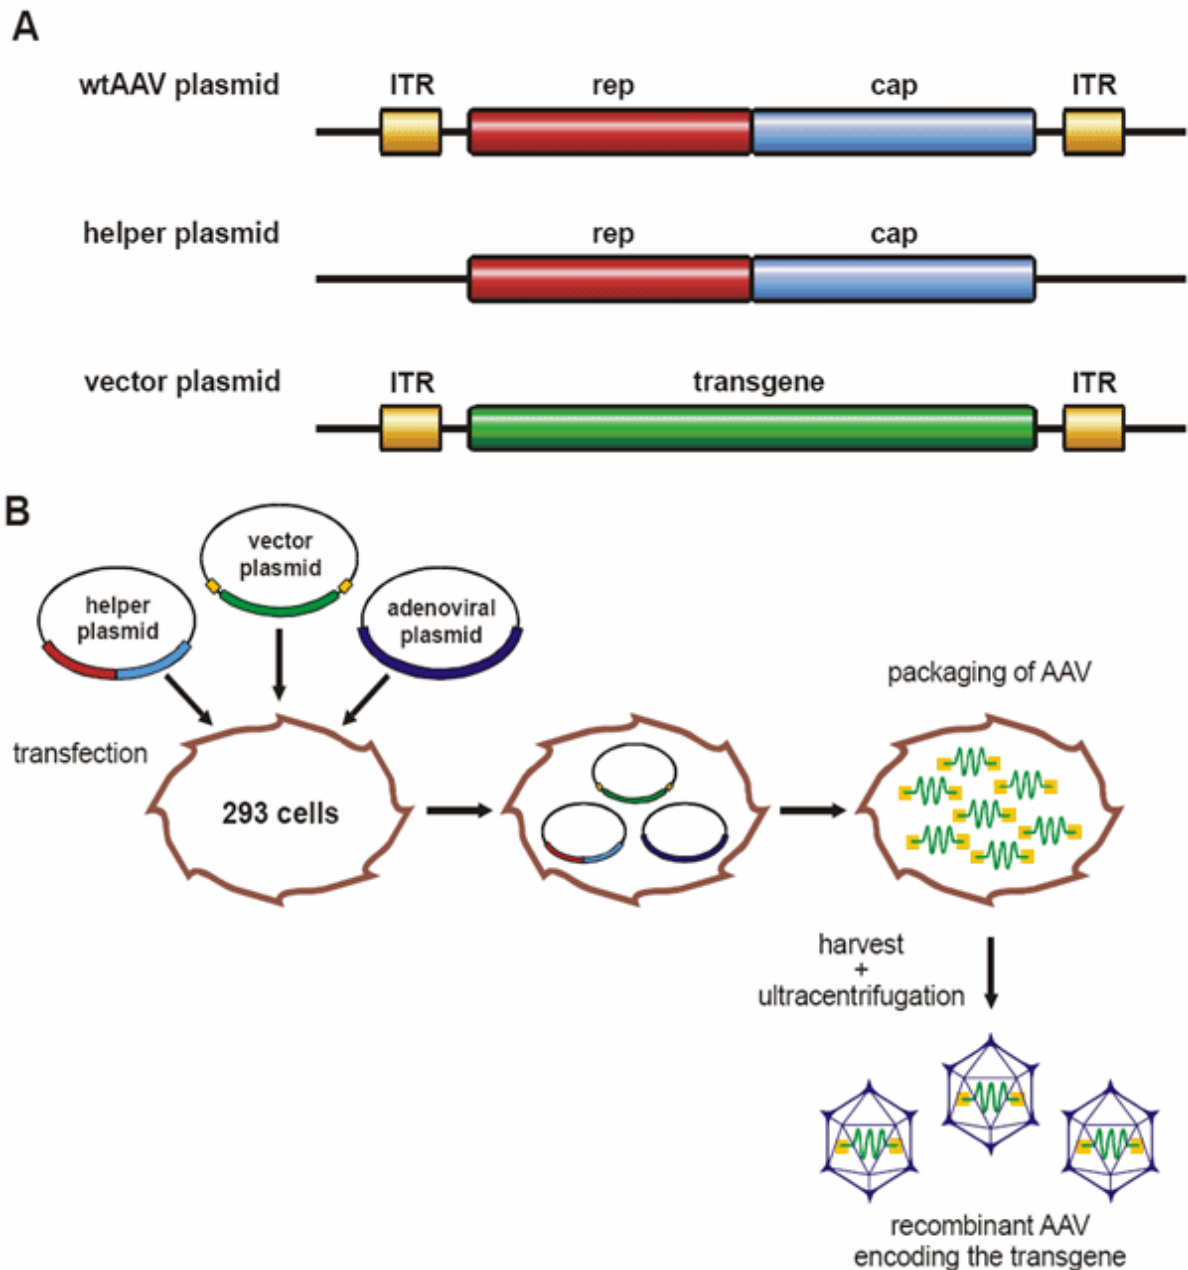 A
wtAAV plasmid
ITR
rep
cap
ITR
helper plasmid
rep
cap
vector plasmid
ITR
transgene
ITR
B
helper
plasmid
vector
plasmid
adenoviral
plasmid
transfection
293 cells
packaging of AAV
harvest
+
ultracentrifugation
recombinant AAV
encoding the transgene